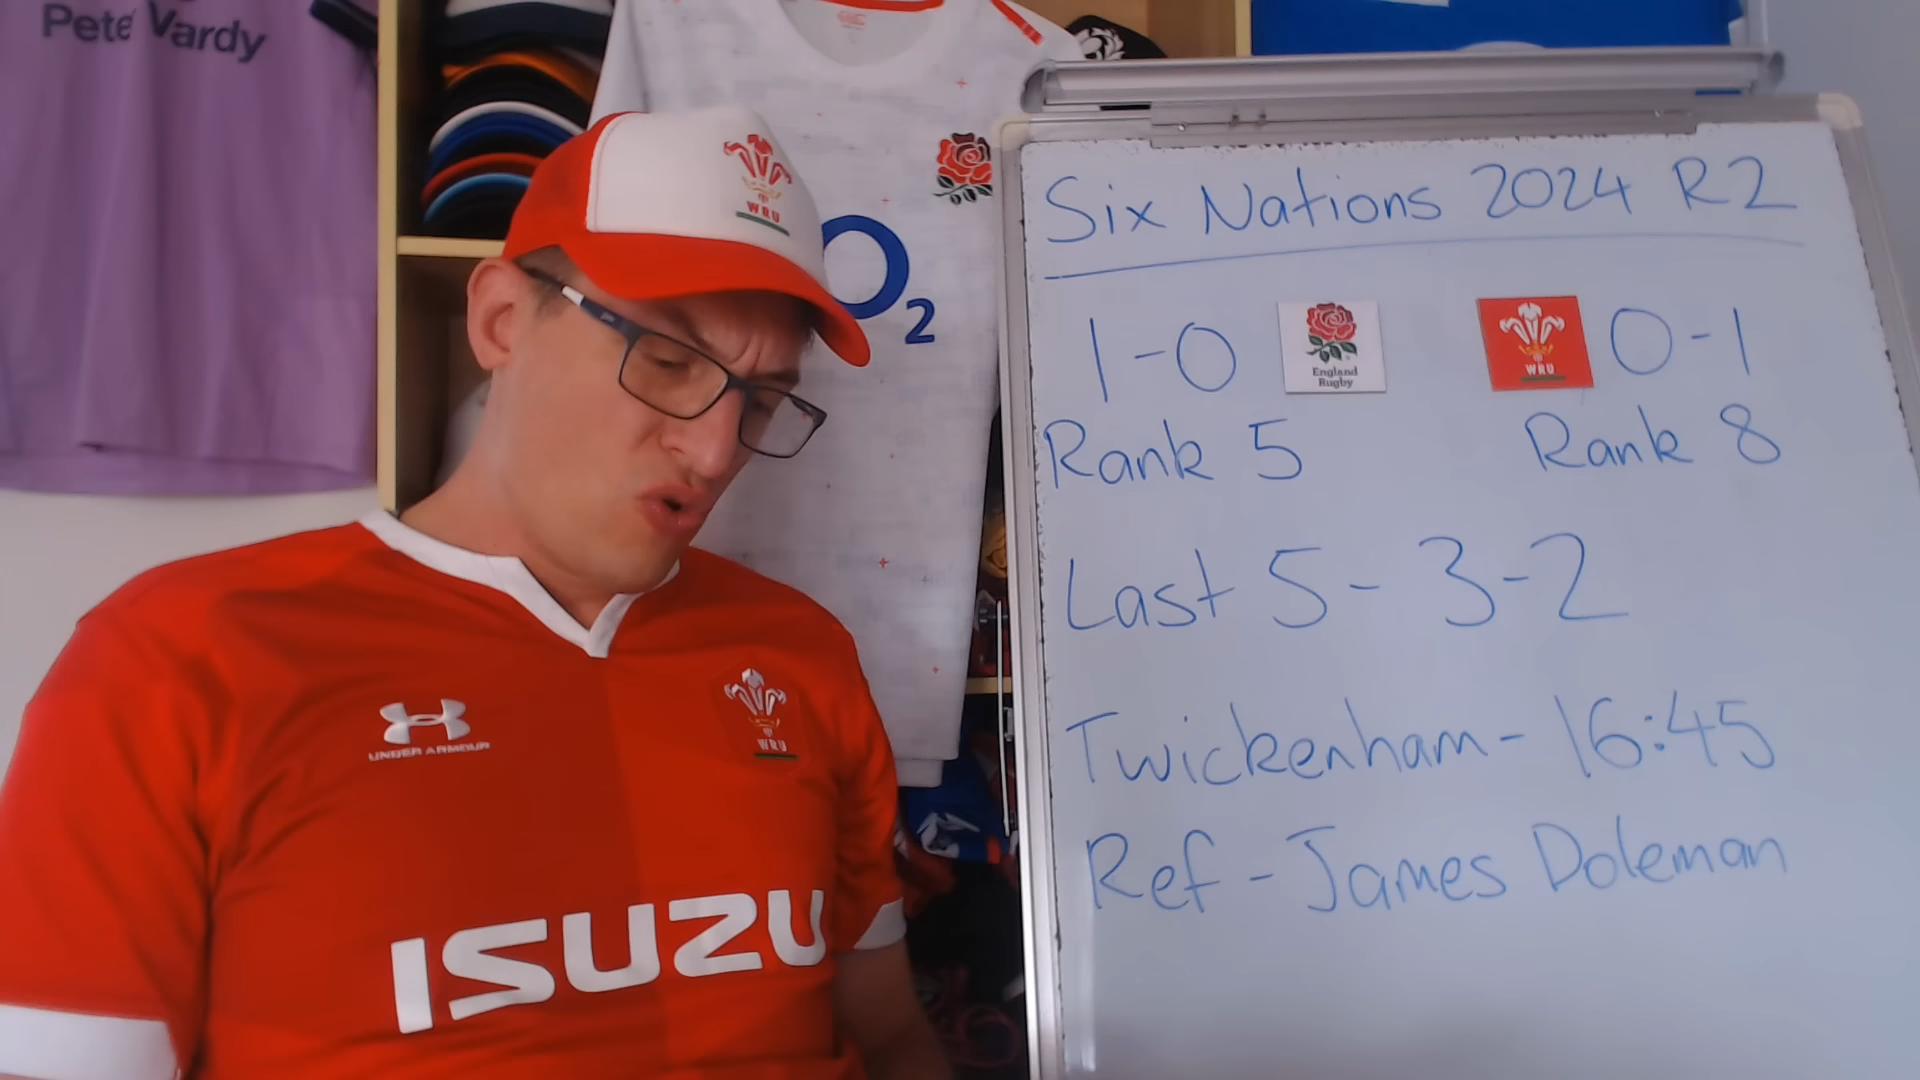 Pete Vardy
WRU
O2
Six Nations 2024 R2
1-0 England Rugby WRU 0-1
Rank 5 Rank 8
Last 5 - 3-2
Twickenham - 16:45
Ref - James Doleman
UNDER ARMOUR
WRU
ISUZU